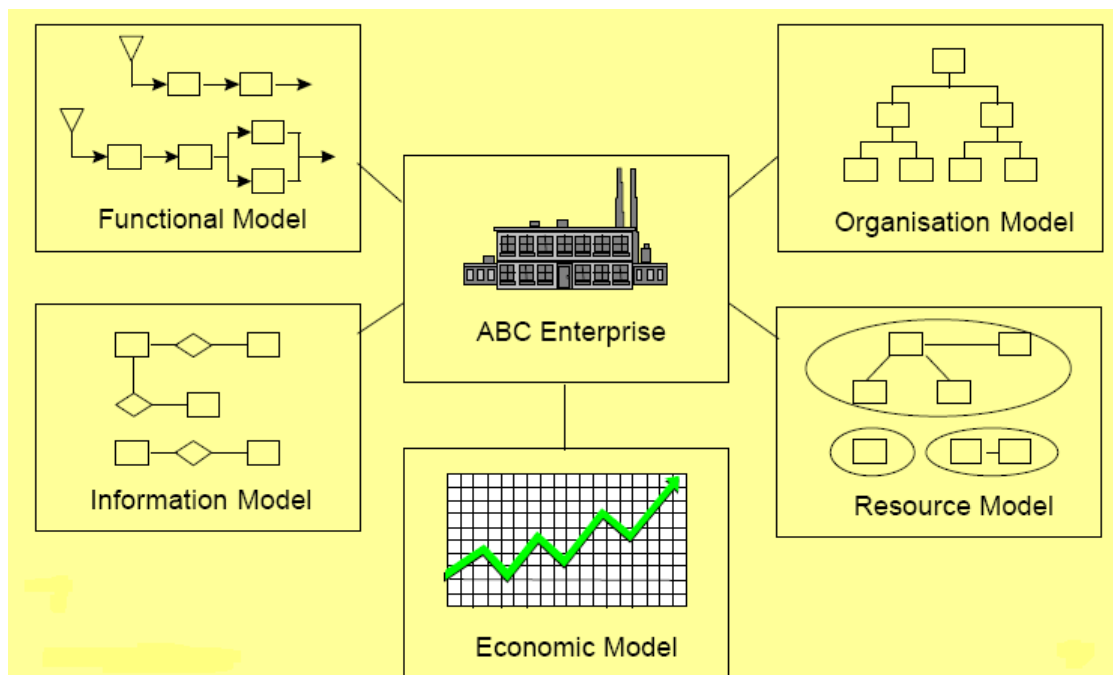 Functional Model
Organisation Model
ABC Enterprise
Information Model
Resource Model
Economic Model